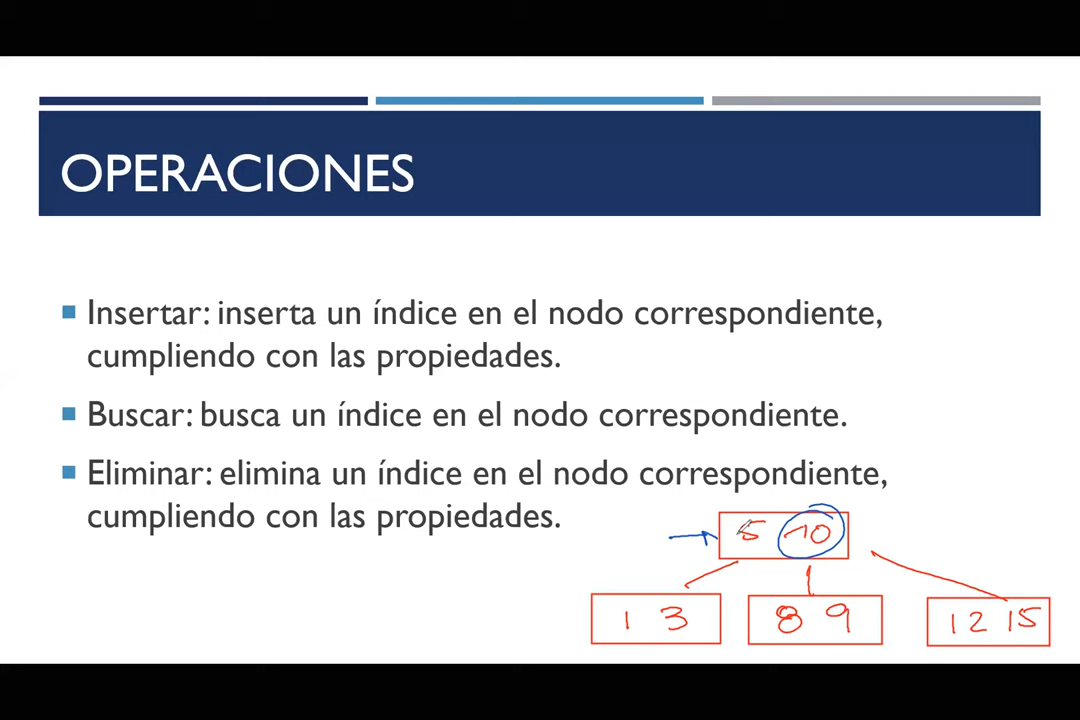 OPERACIONES
Insertar: inserta un índice en el nodo correspondiente,
cumpliendo con las propiedades.
Buscar: busca un índice en el nodo correspondiente.
Eliminar: elimina un índice en el nodo correspondiente,
cumpliendo con las propiedades.
5 10
1 3 8 9 12 15